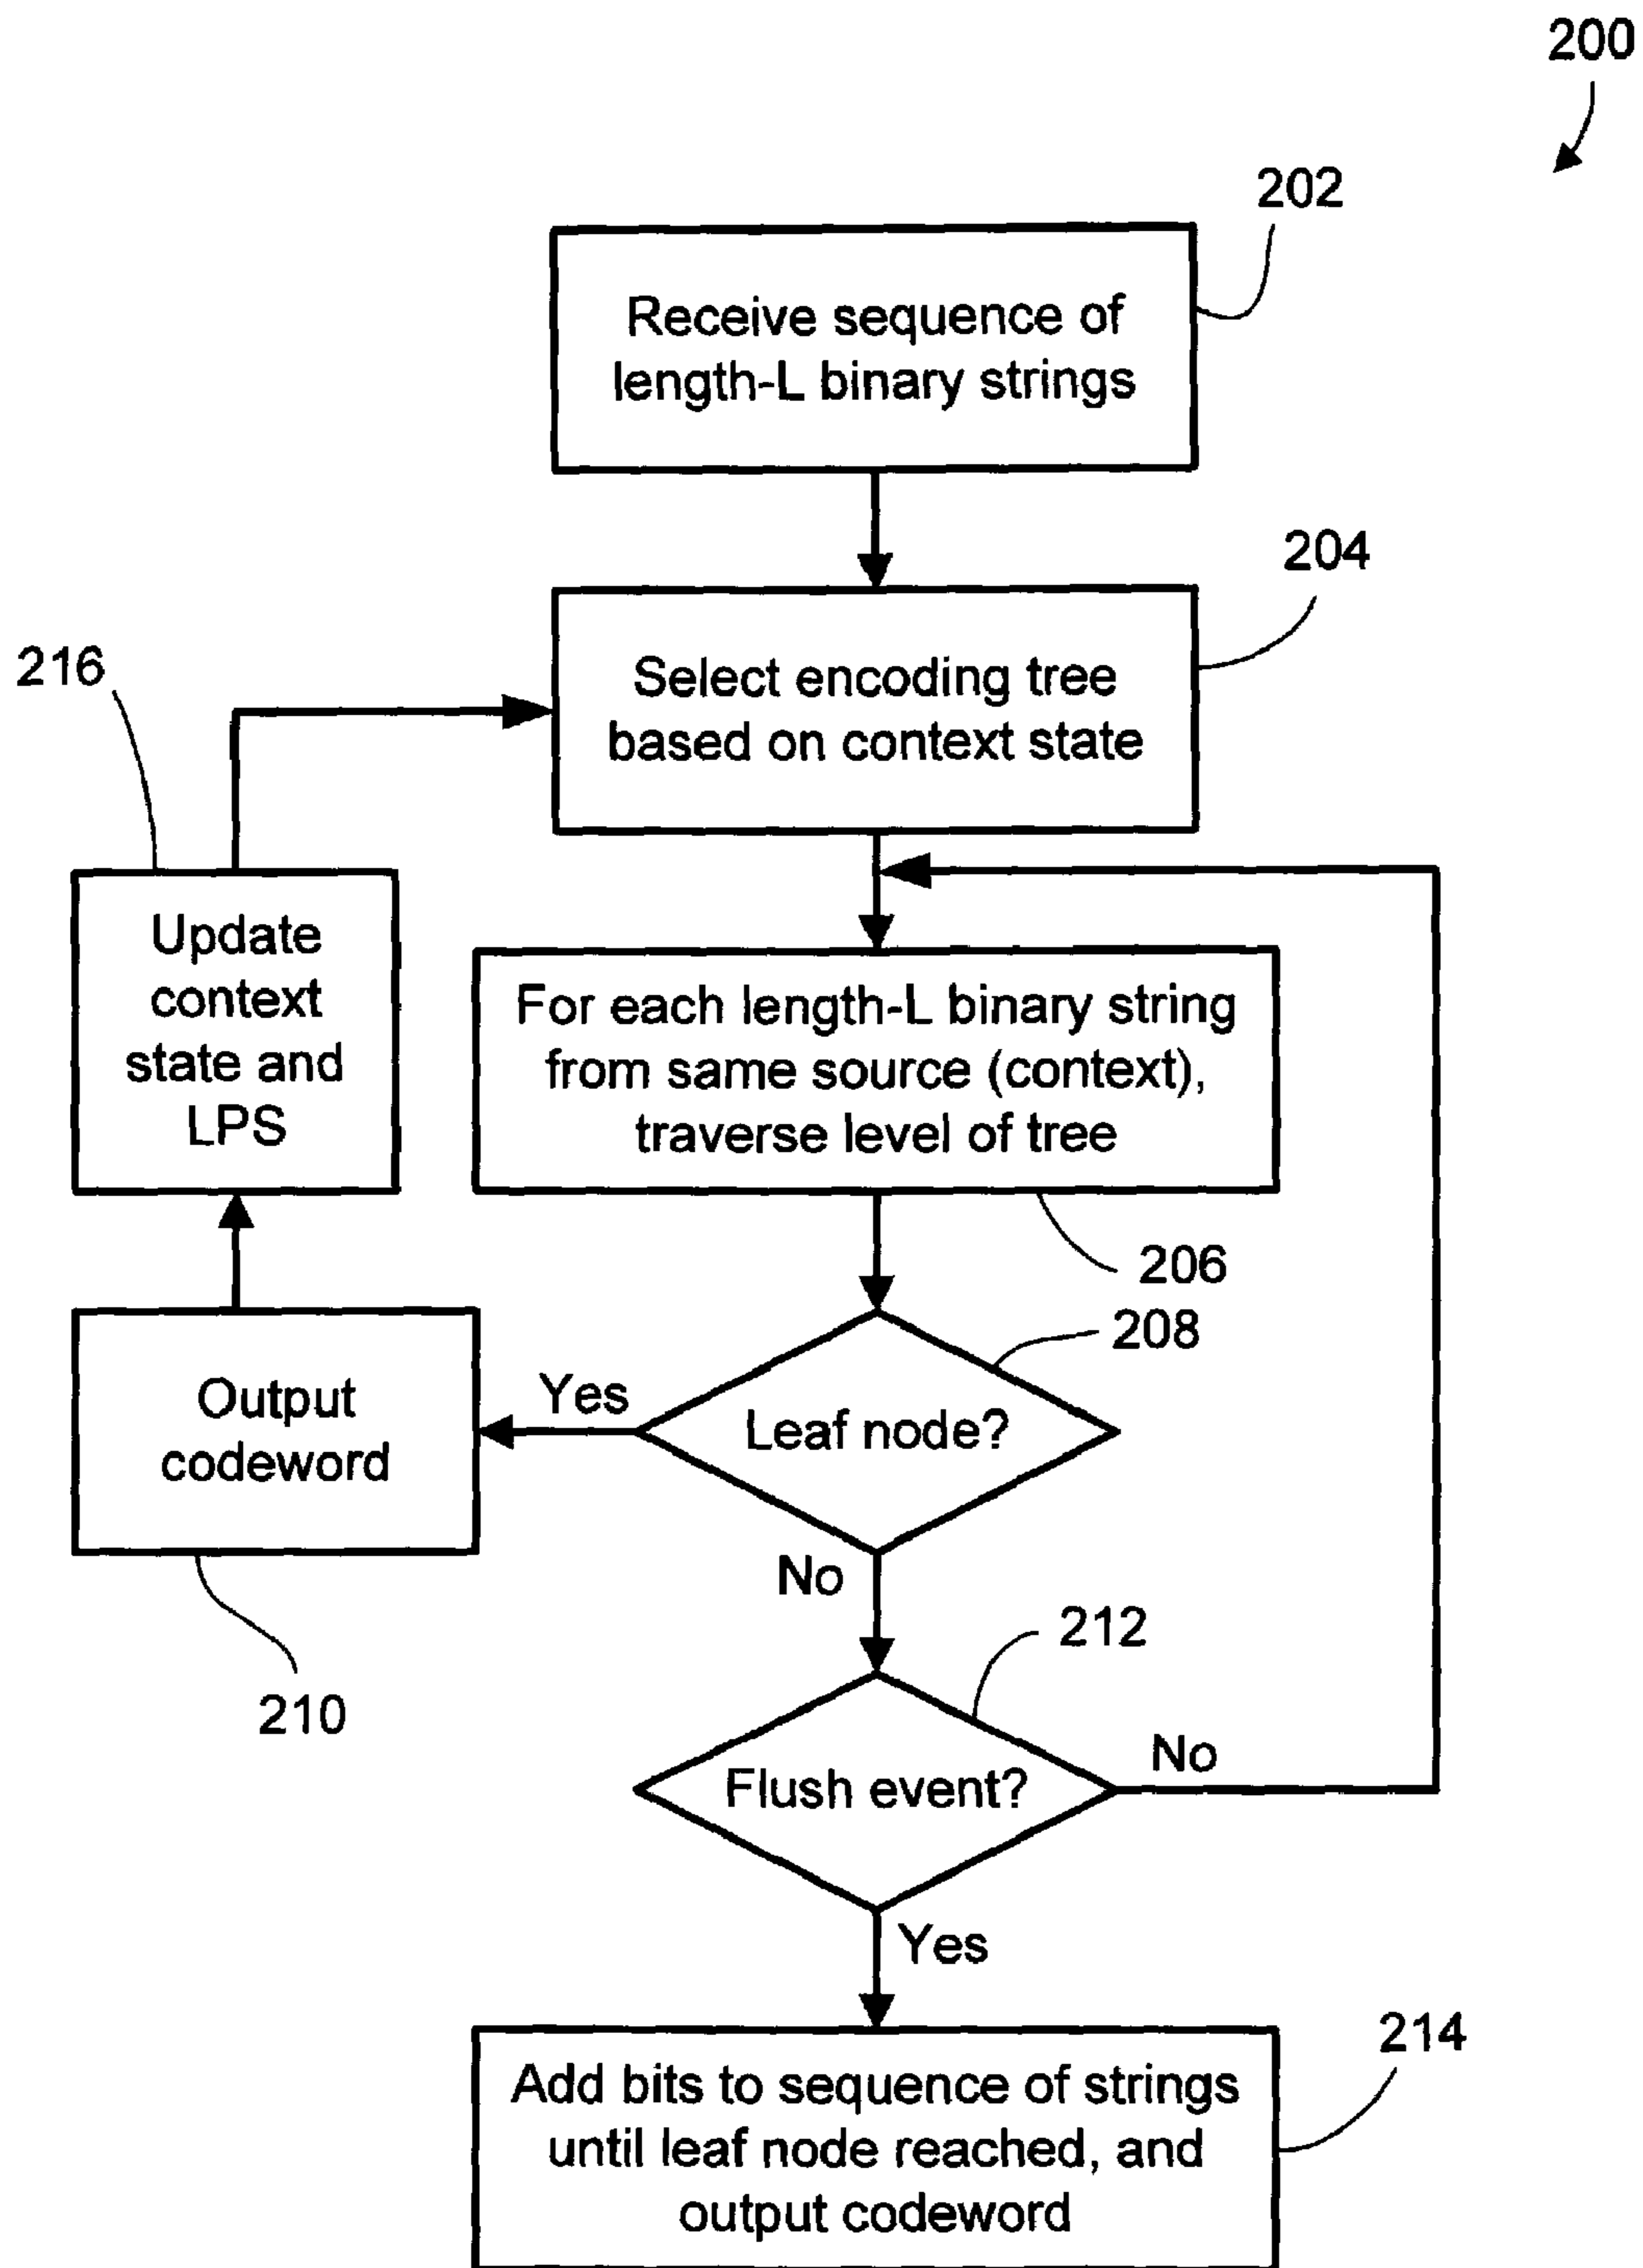 200
202
Receive sequence of
length-L binary strings
204
Select encoding tree
based on context state
216
Update
context
state and
LPS
For each length-L binary string
from same source (context),
traverse level of tree
206
208
Leaf node?
Yes
Output
codeword
210
No
212
Flush event?
No
Yes
214
Add bits to sequence of strings
until leaf node reached, and
output codeword